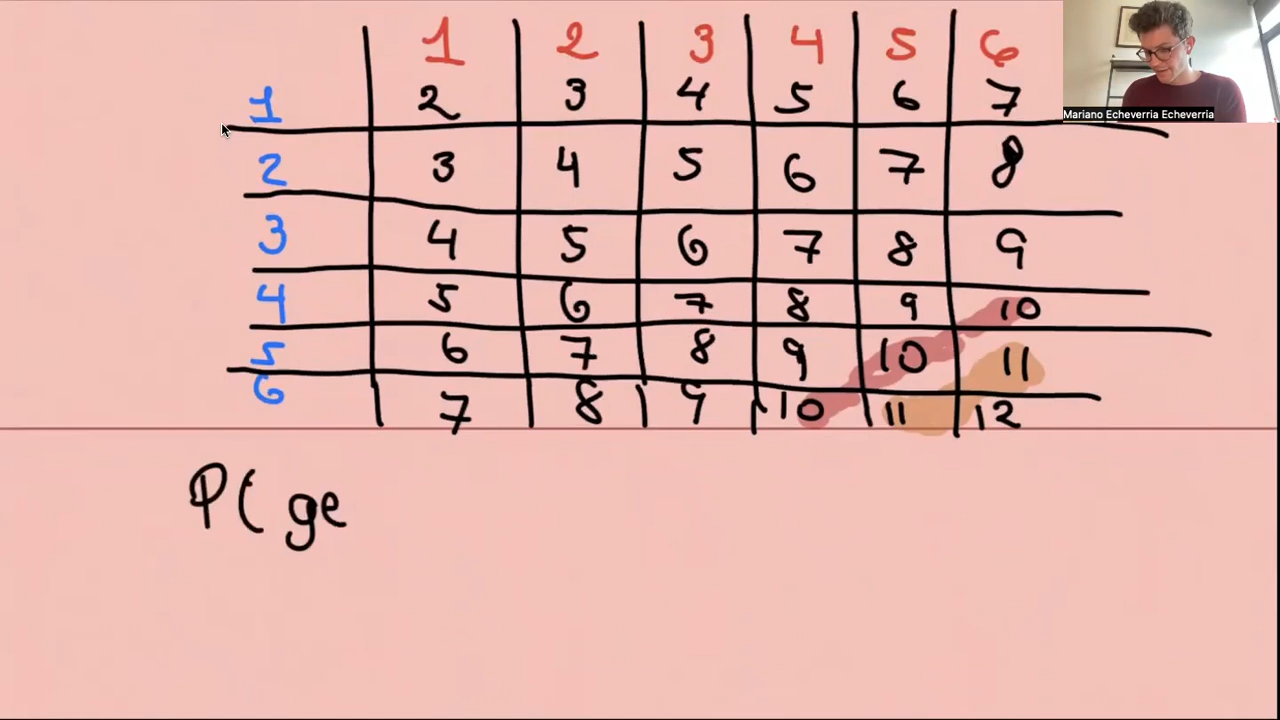 1 2 3 4 5 6
Mariano Echeverria Echeverria
1 2 3 4 5 6 7
2 3 4 5 6 7 8
3 4 5 6 7 8 9
4 5 6 7 8 9 10
5 6 7 8 9 10 11
6 7 8 9 10 11 12
P( ge